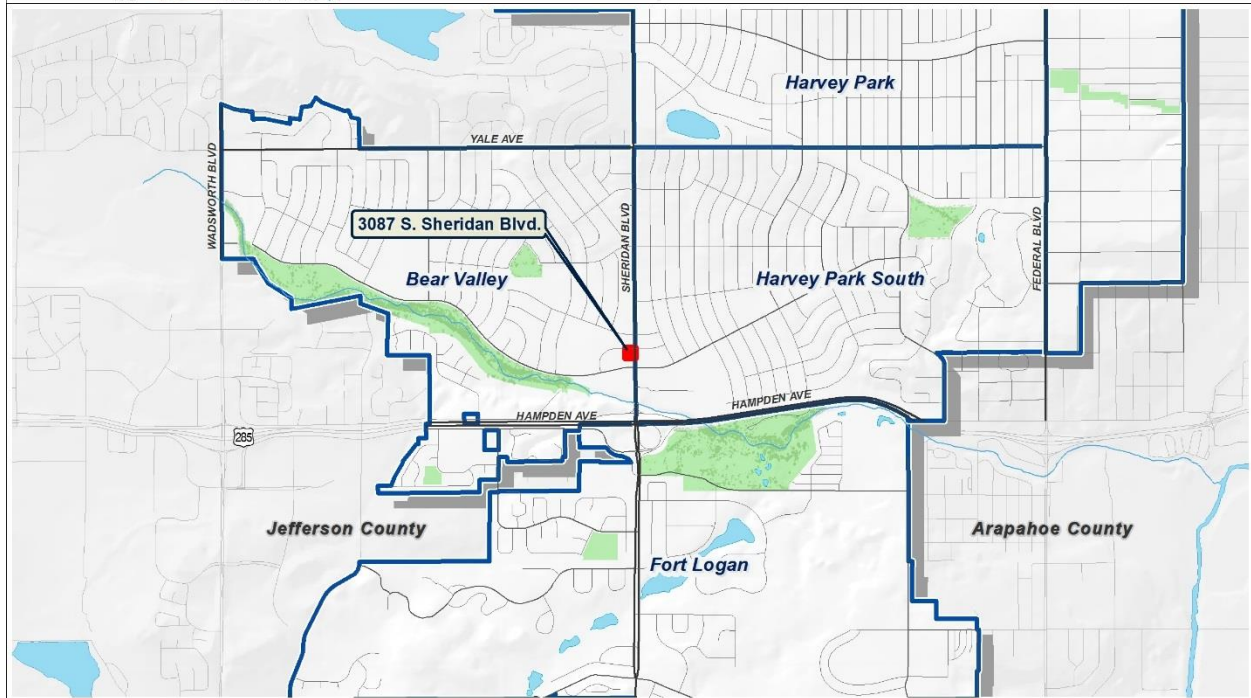 Harvey Park
YALE AVE
WADSWORTH BLVD
3087 S. Sheridan Blvd.
SHERIDAN BLVD
FEDERAL BLVD
Bear Valley
Harvey Park South
HAMPDEN AVE
HAMPDEN AVE
285
Jefferson County
Arapahoe County
Fort Logan